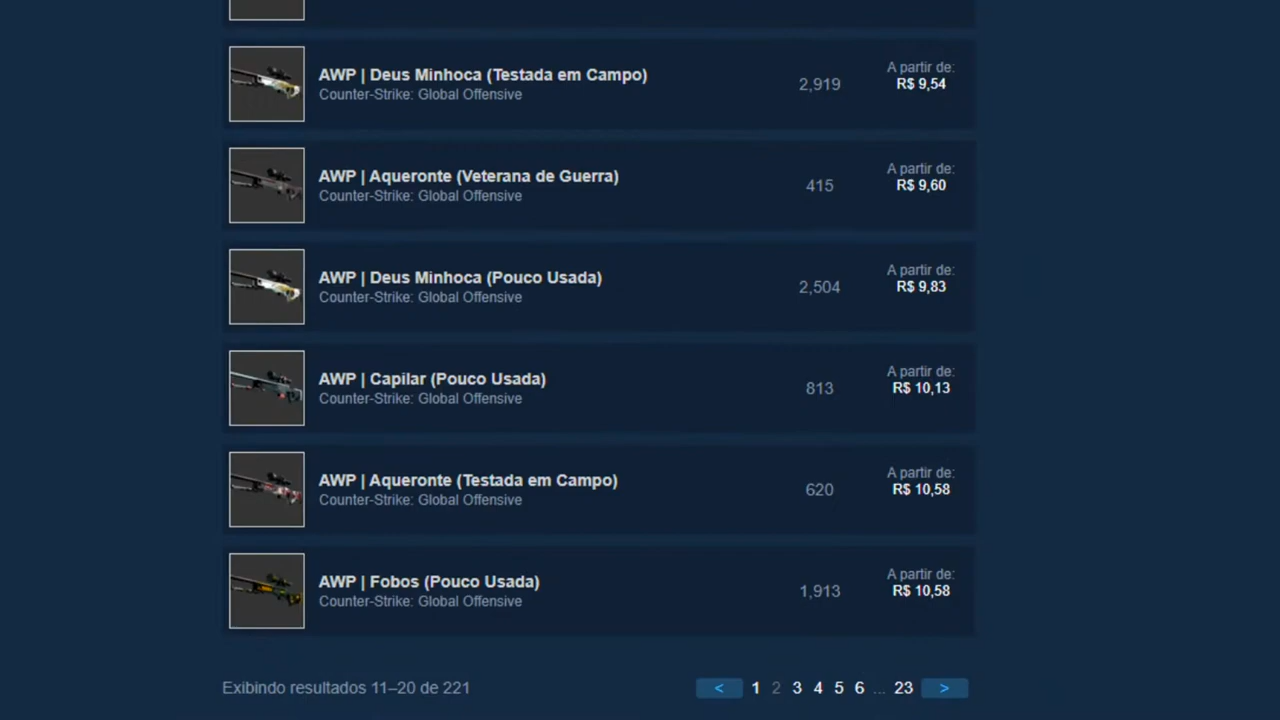 AWP | Deus Minhoca (Testada em Campo)
Counter-Strike: Global Offensive
2,919
A partir de:
R$ 9,54
AWP | Aqueronte (Veterana de Guerra)
Counter-Strike: Global Offensive
415
A partir de:
R$ 9,60
AWP | Deus Minhoca (Pouco Usada)
Counter-Strike: Global Offensive
2,504
A partir de:
R$ 9,83
AWP | Capilar (Pouco Usada)
Counter-Strike: Global Offensive
813
A partir de:
R$ 10,13
AWP | Aqueronte (Testada em Campo)
Counter-Strike: Global Offensive
620
A partir de:
R$ 10,58
AWP | Fobos (Pouco Usada)
Counter-Strike: Global Offensive
1,913
A partir de:
R$ 10,58
Exibindo resultados 11–20 de 221
< 1 2 3 4 5 6 ... 23 >